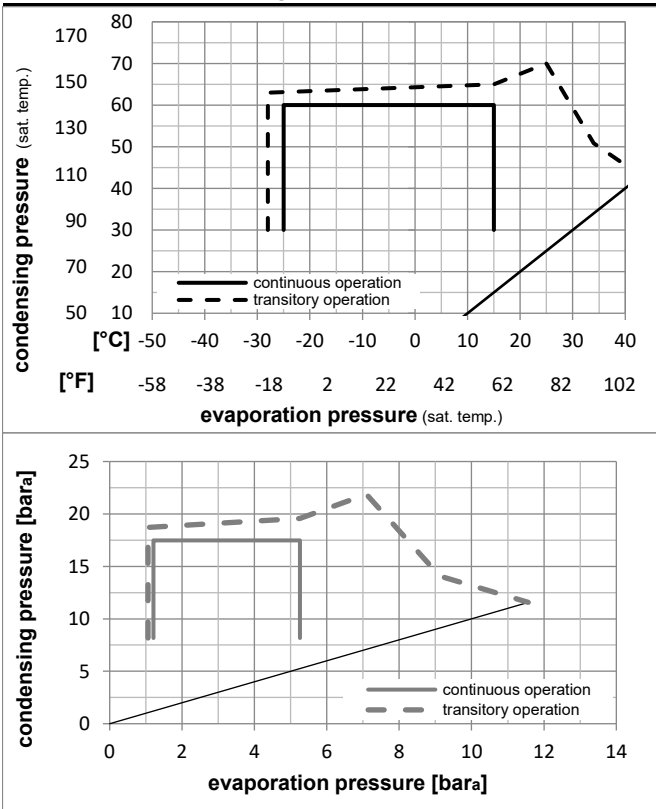 condensing pressure (sat. temp.)
170 80
150 70
130 60
110 50
90 40
70 30
50 20
10
continuous operation
transitory operation
[°C] -50 -40 -30 -20 -10 0 10 20 30 40
[°F] -58 -38 -18 2 22 42 62 82 102
evaporation pressure (sat. temp.)
condensing pressure [bara]
25
20
15
10
5
0
continuous operation
transitory operation
0 2 4 6 8 10 12 14
evaporation pressure [bara]